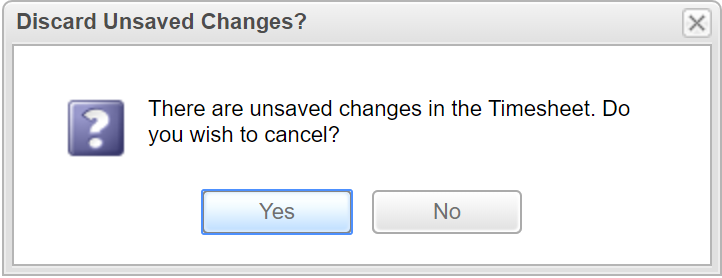 Discard Unsaved Changes?
There are unsaved changes in the Timesheet. Do
you wish to cancel?
Yes
No